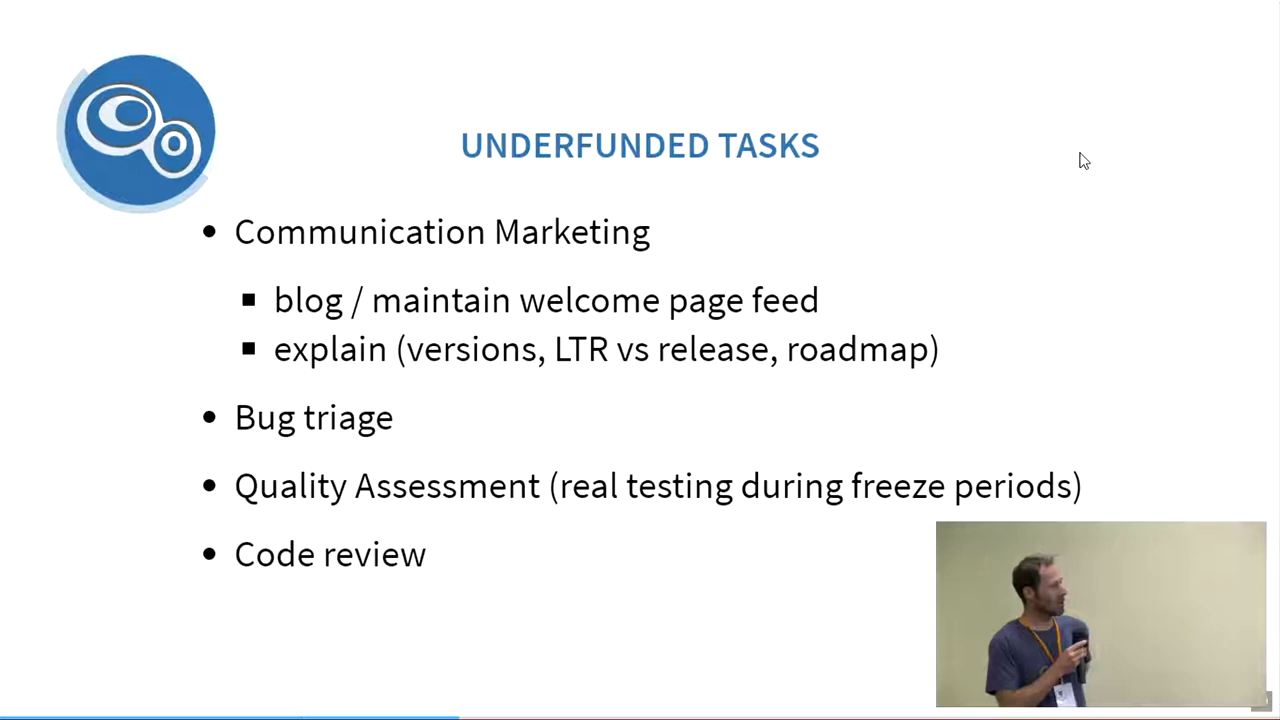 UNDERFUNDED TASKS
Communication Marketing
blog / maintain welcome page feed
explain (versions, LTR vs release, roadmap)
Bug triage
Quality Assessment (real testing during freeze periods)
Code review